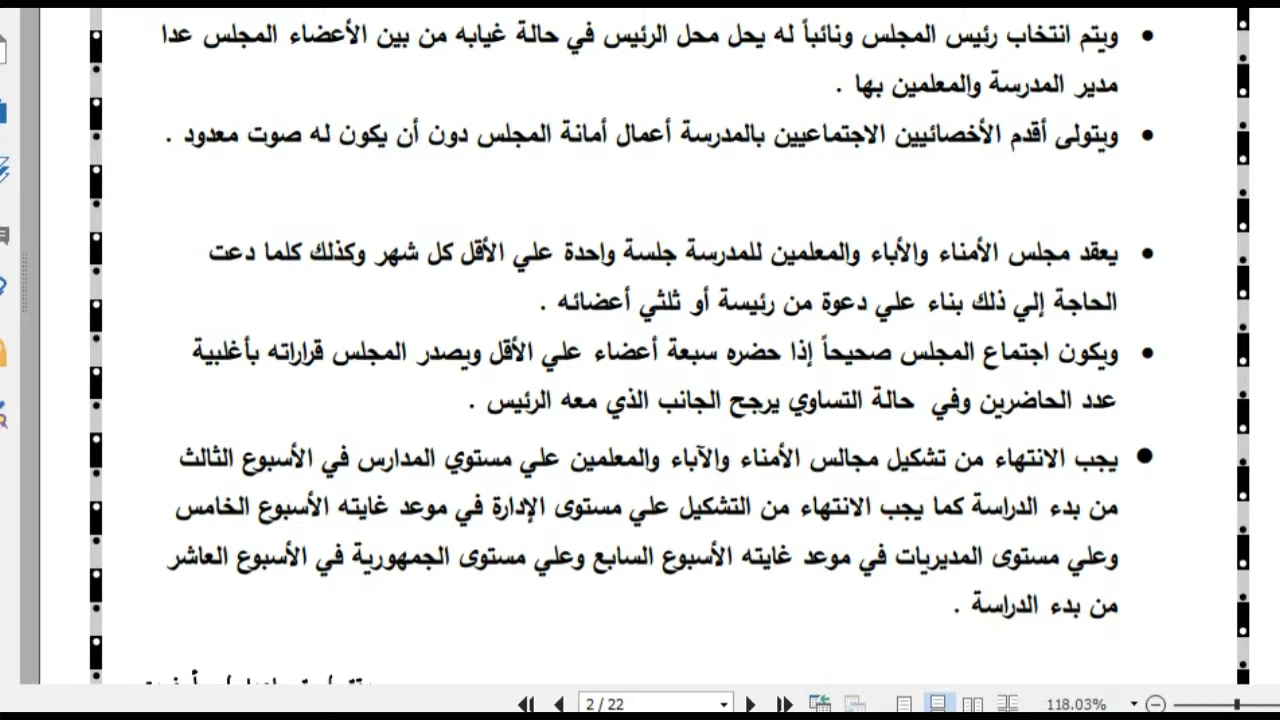 • ويتم انتخاب رئيس المجلس ونائباً له يحل محل الرئيس في حالة غيابه من بين الأعضاء المجلس عدا
مدير المدرسة والمعلمين بها .
• ويتولى أقدم الأخصائيين الاجتماعيين بالمدرسة أعمال أمانة المجلس دون أن يكون له صوت معدود .
• يعقد مجلس الأمناء والأباء والمعلمين للمدرسة جلسة واحدة علي الأقل كل شهر وكذلك كلما دعت
الحاجة إلي ذلك بناء علي دعوة من رئيسة أو ثلثي أعضائه .
• ويكون اجتماع المجلس صحيحاً إذا حضره سبعة أعضاء علي الأقل ويصدر المجلس قراراته بأغلبية
عدد الحاضرين وفي حالة التساوي يرجح الجانب الذي معه الرئيس .
• يجب الانتهاء من تشكيل مجالس الأمناء والآباء والمعلمين علي مستوي المدارس في الأسبوع الثالث
من بدء الدراسة كما يجب الانتهاء من التشكيل علي مستوى الإدارة في موعد غايته الأسبوع الخامس
وعلي مستوى المديريات في موعد غايته الأسبوع السابع وعلي مستوى الجمهورية في الأسبوع العاشر
من بدء الدراسة .
2 / 22
118.03%